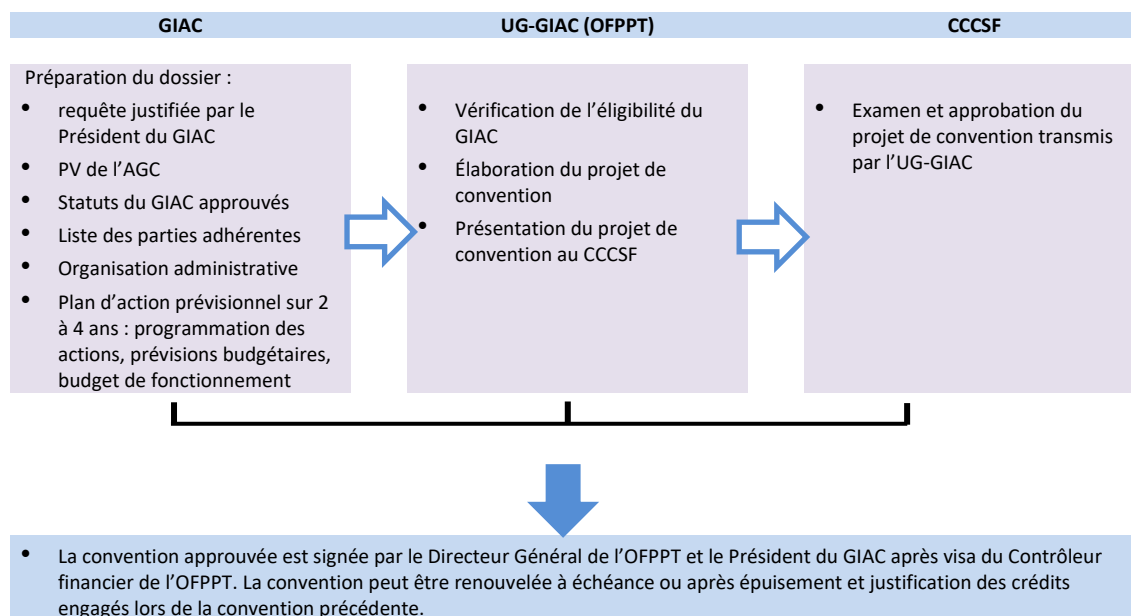 GIAC
UG-GIAC (OFPPT)
CCCSF
Préparation du dossier :
• requête justifiée par le
Président du GIAC
• PV de l'AGC
• Statuts du GIAC approuvés
• Liste des parties adhérentes
• Organisation administrative
• Plan d'action prévisionnel sur 2
à 4 ans : programmation des
actions, prévisions budgétaires,
budget de fonctionnement
• Vérification de l'éligibilité du
GIAC
• Élaboration du projet de
convention
• Présentation du projet de
convention au CCCSF
• Examen et approbation du
projet de convention transmis
par l'UG-GIAC
• La convention approuvée est signée par le Directeur Général de l'OFPPT et le Président du GIAC après visa du Contrôleur
financier de l'OFPPT. La convention peut être renouvelée à échéance ou après épuisement et justification des crédits
engagés lors de la convention précédente.